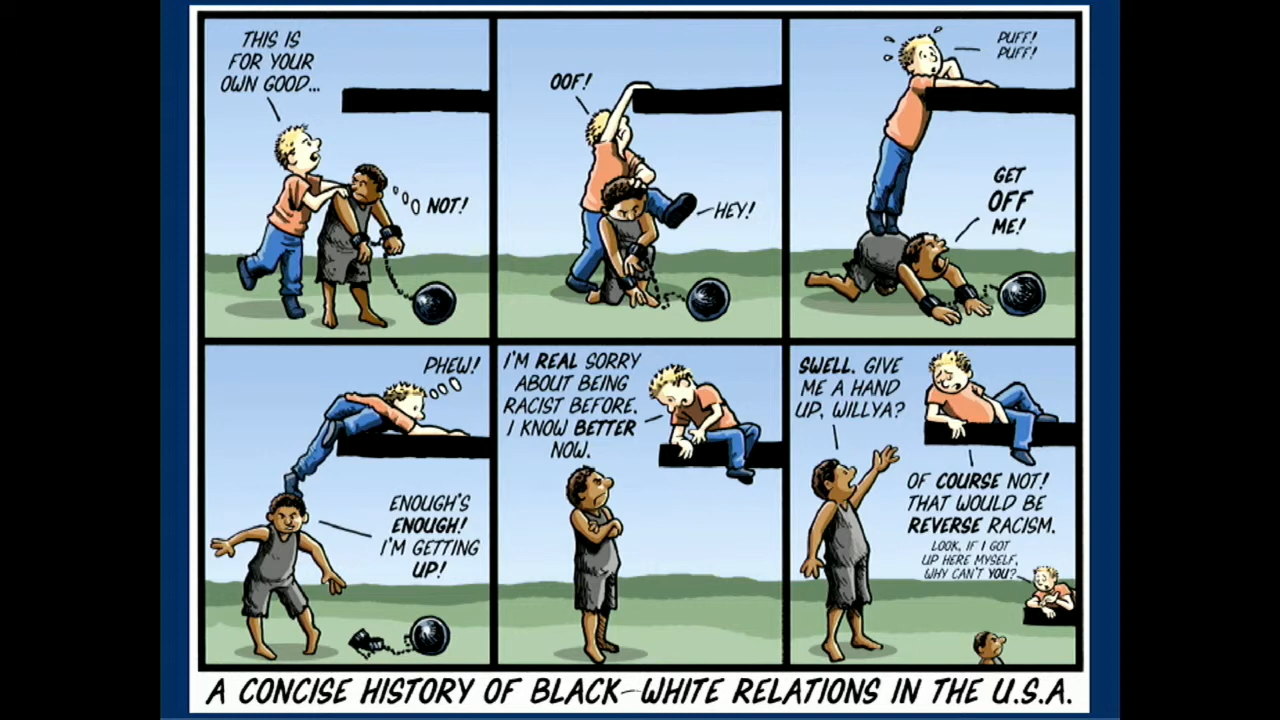 THIS IS
FOR YOUR
OWN GOOD...
NOT!
OOF!
HEY!
PUFF!
PUFF!
GET
OFF
ME!
PHEW!
ENOUGH'S
ENOUGH!
I'M GETTING
UP!
I'M REAL SORRY
ABOUT BEING
RACIST BEFORE.
I KNOW BETTER
NOW.
SWELL. GIVE
ME A HAND
UP, WILLYA?
OF COURSE NOT!
THAT WOULD BE
REVERSE RACISM.
LOOK, IF I GOT
UP HERE MYSELF,
WHY CAN'T YOU?
A CONCISE HISTORY OF BLACK-WHITE RELATIONS IN THE U.S.A.